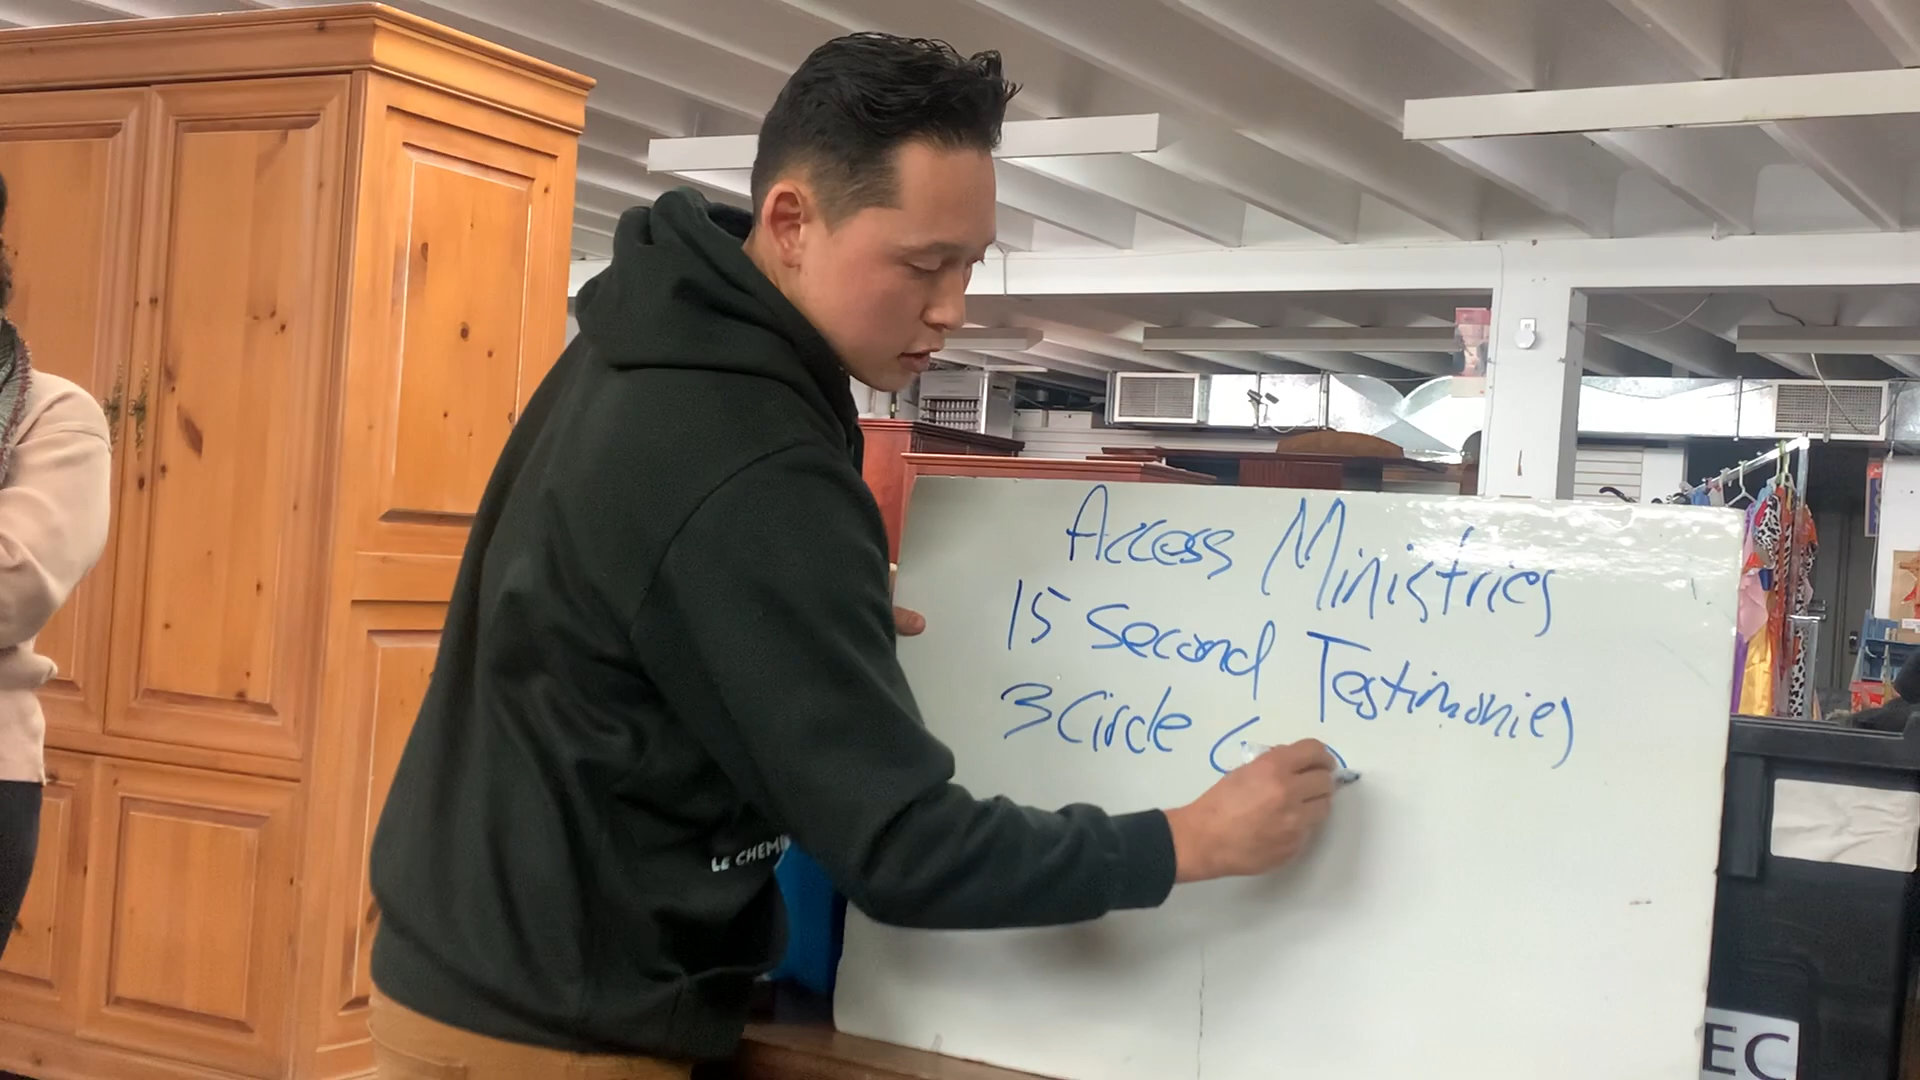 Access Ministries
15 Second Testimonies
3 Circle
LE CHEMI
EC